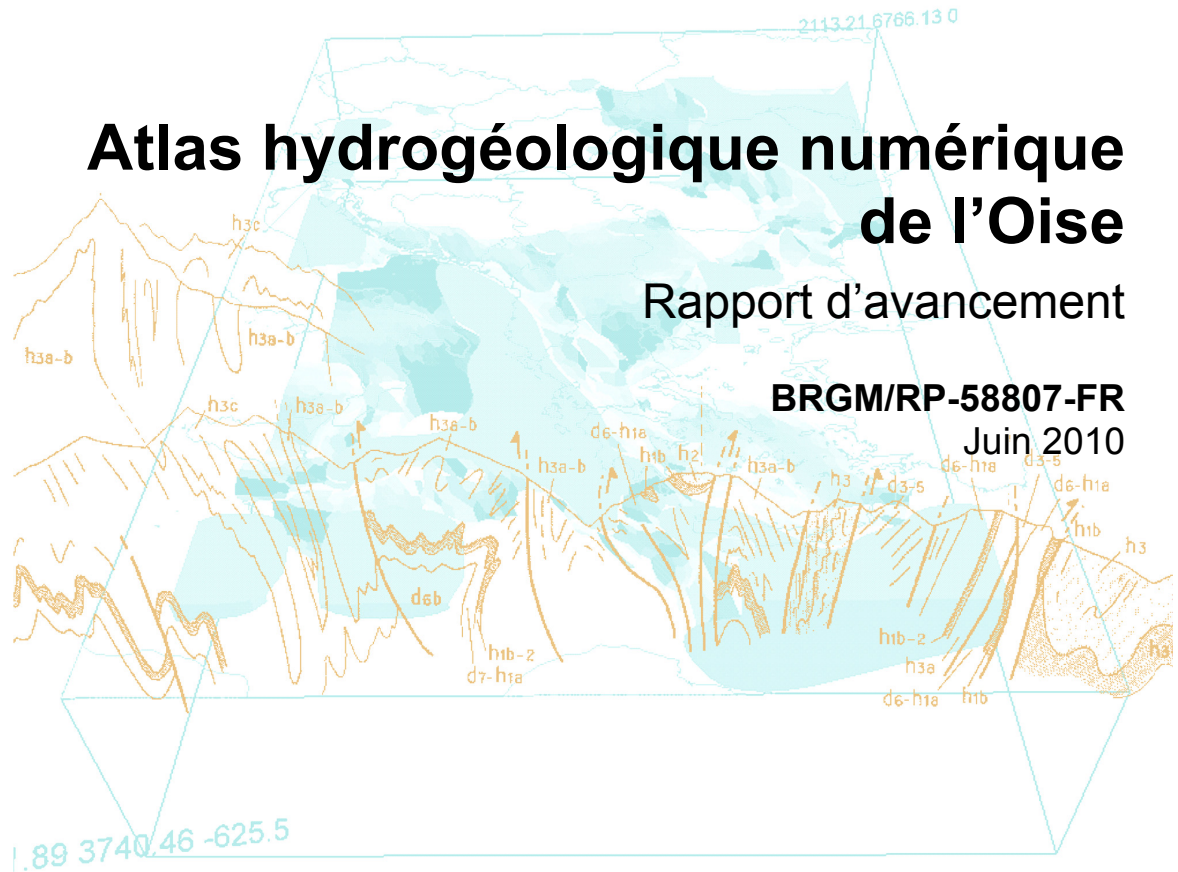 2113.21 6766.13 0
Atlas hydrogéologique numérique
de l'Oise
Rapport d'avancement
BRGM/RP-58807-FR
Juin 2010
h3c
h3a-b
h3a-b
h3c
h3a-b
h3a-b
h3a-b
d6-h1a
h1b
h2
h3a-b
h3
d3-5
d6-h1a
d3-5
d6-h1a
h1b
h3
d6b
h1b-2
d7-h1a
h1b-2
h3a
d6-h1a
h1b
h3
.89 3740.46 -625.5